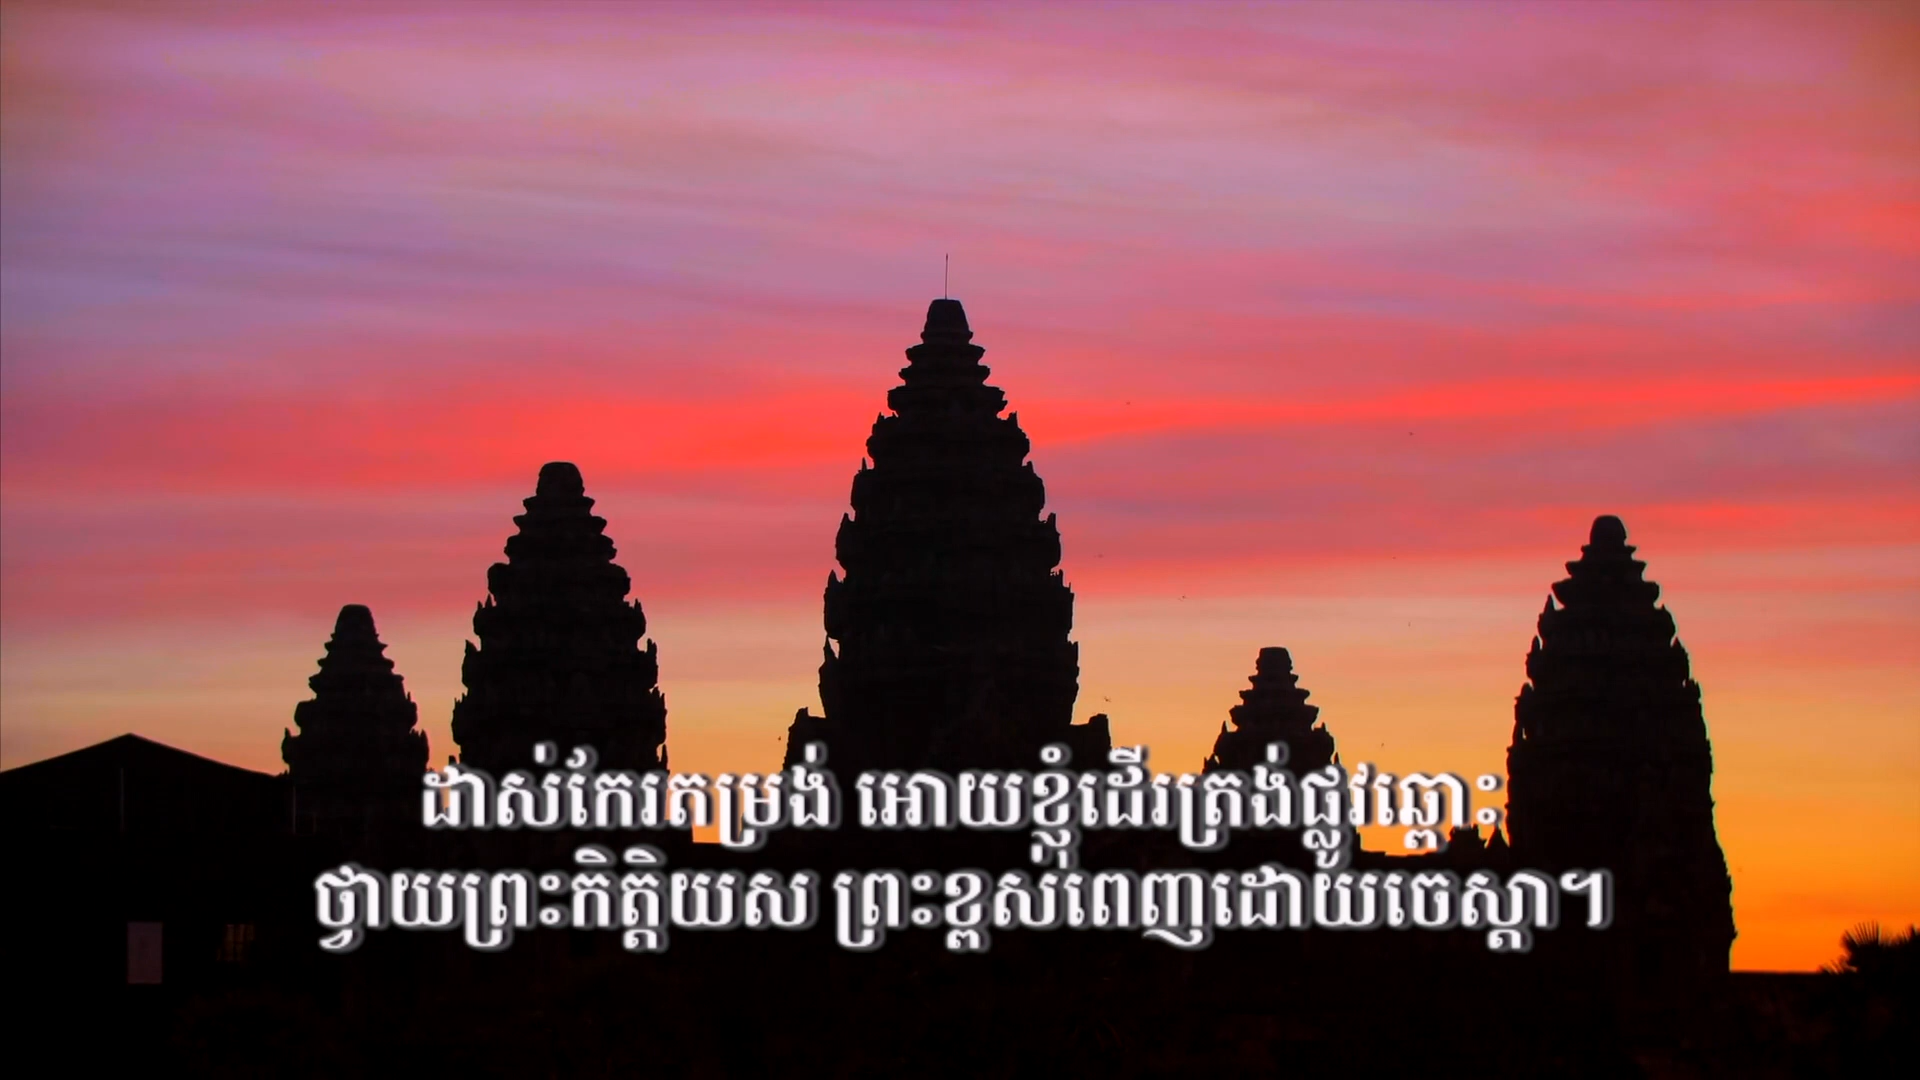 ដាស់កែរតម្រង់ អោយខ្ញុំដើរត្រង់ផ្លូវឆ្ពោះ
ថ្វាយព្រះកិត្តិយស ព្រះខ្ពស់ពេញដោយចេស្តា។